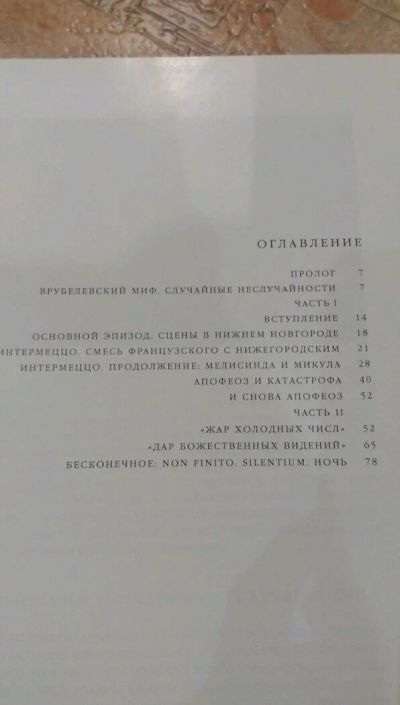 ОГЛАВЛЕНИЕ
ПРОЛОГ 7
ВРУБЕЛЕВСКИЙ МИФ. СЛУЧАЙНЫЕ НЕСЛУЧАЙНОСТИ 7
ЧАСТЬ I
ВСТУПЛЕНИЕ 14
ОСНОВНОЙ ЭПИЗОД. СЦЕНЫ В НИЖНЕМ НОВГОРОДЕ 18
ИНТЕРМЕЦЦО. СМЕСЬ ФРАНЦУЗСКОГО С НИЖЕГОРОДСКИМ 21
ИНТЕРМЕЦЦО. ПРОДОЛЖЕНИЕ: МЕЛИСИНДА И МИКУЛА 28
АПОФЕОЗ И КАТАСТРОФА 40
И СНОВА АПОФЕОЗ 52
ЧАСТЬ II
«ЖАР ХОЛОДНЫХ ЧИСЛ» 52
«ДАР БОЖЕСТВЕННЫХ ВИДЕНИЙ» 65
БЕСКОНЕЧНОЕ: NON FINITO. SILENTIUM. НОЧЬ 78